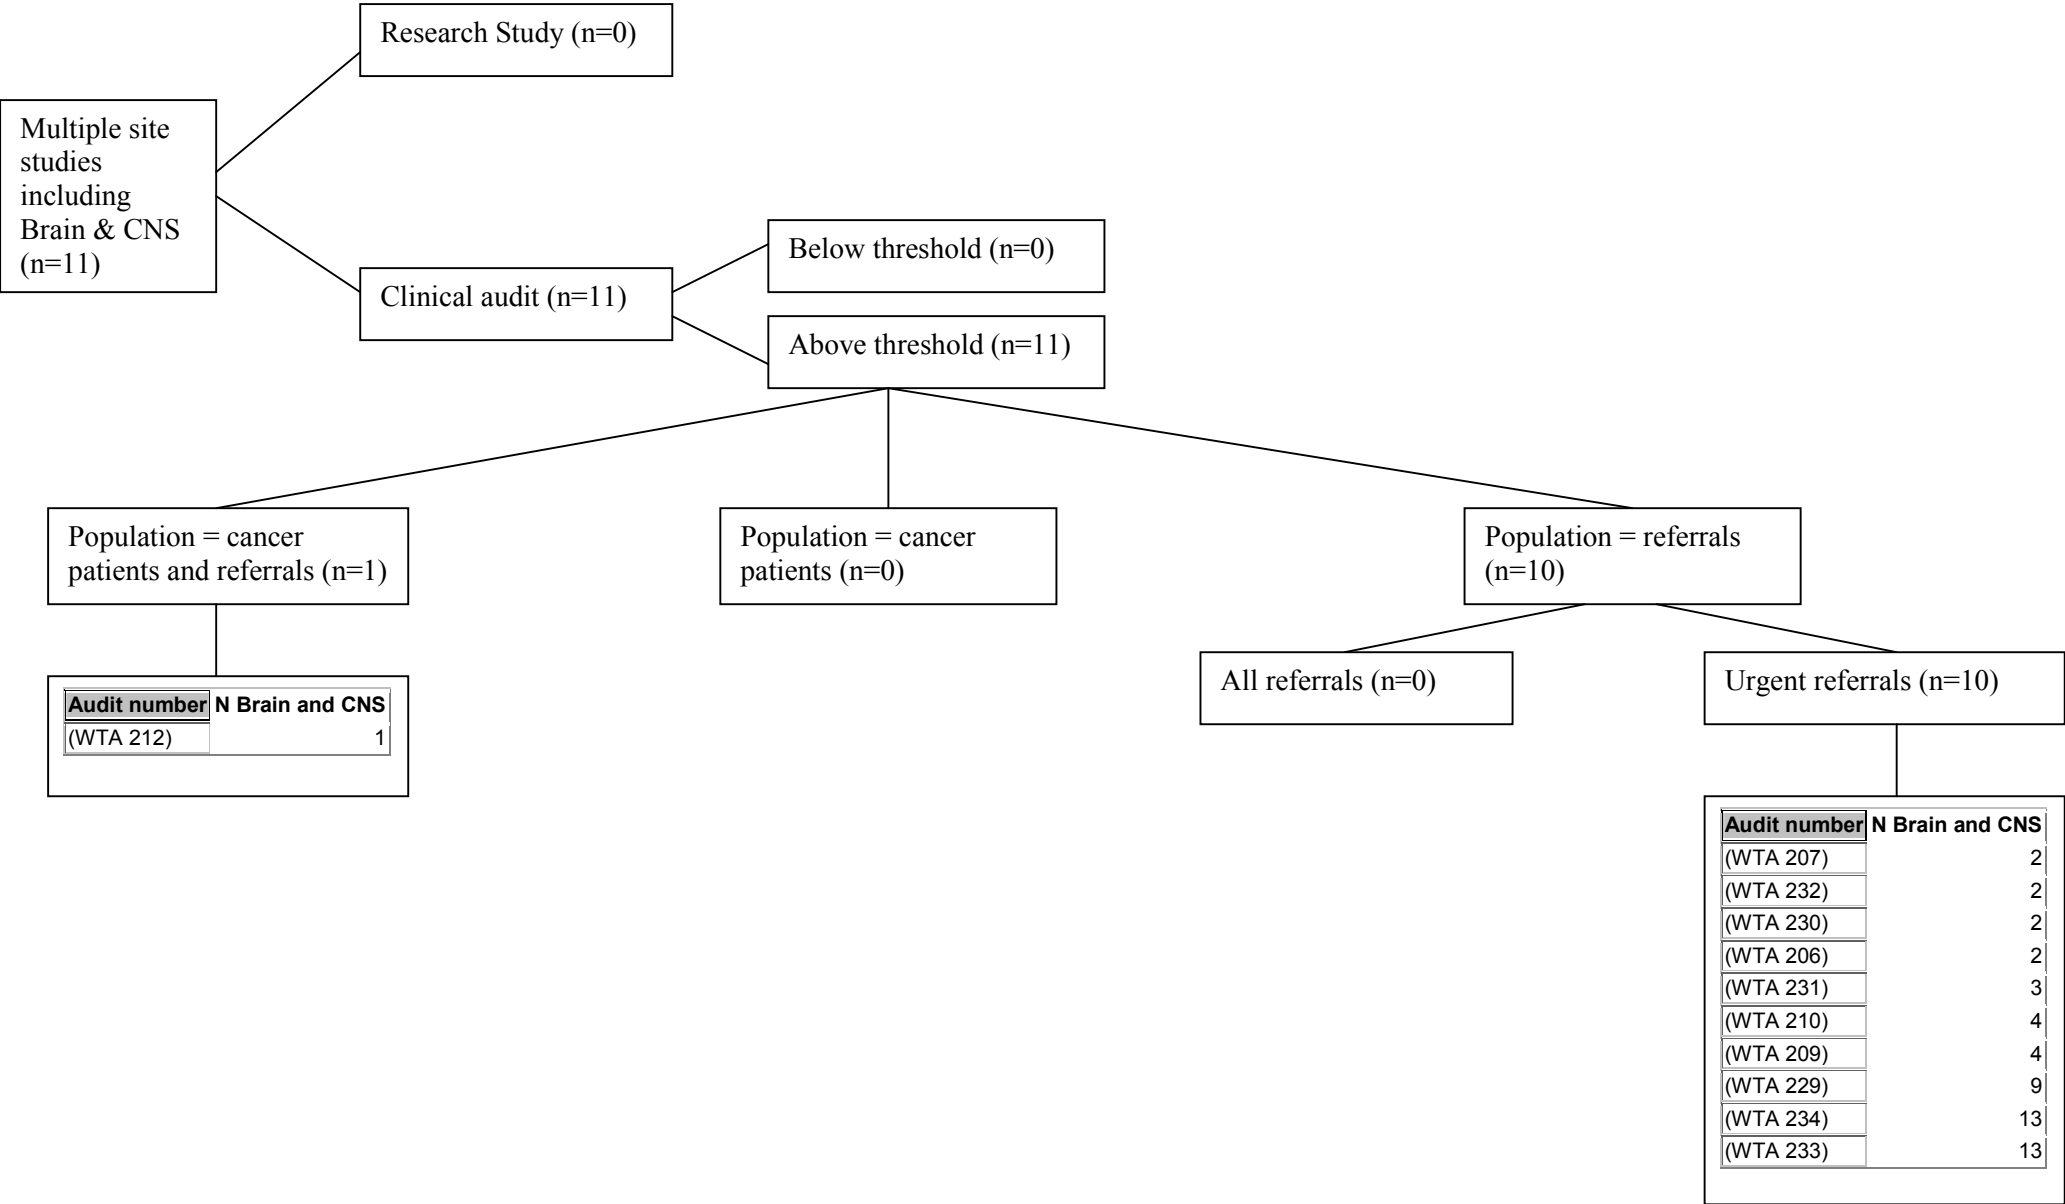 Research Study (n=0)
Multiple site
studies
including
Brain & CNS
(n=11)
Below threshold (n=0)
Clinical audit (n=11)
Above threshold (n=11)
Population = cancer
patients and referrals (n=1)
Population = cancer
patients (n=0)
Population = referrals
(n=10)
All referrals (n=0)
Urgent referrals (n=10)
Audit number N Brain and CNS
(WTA 212) 1
Audit number N Brain and CNS
(WTA 207) 2
(WTA 232) 2
(WTA 230) 2
(WTA 206) 2
(WTA 231) 3
(WTA 210) 4
(WTA 209) 4
(WTA 229) 9
(WTA 234) 13
(WTA 233) 13